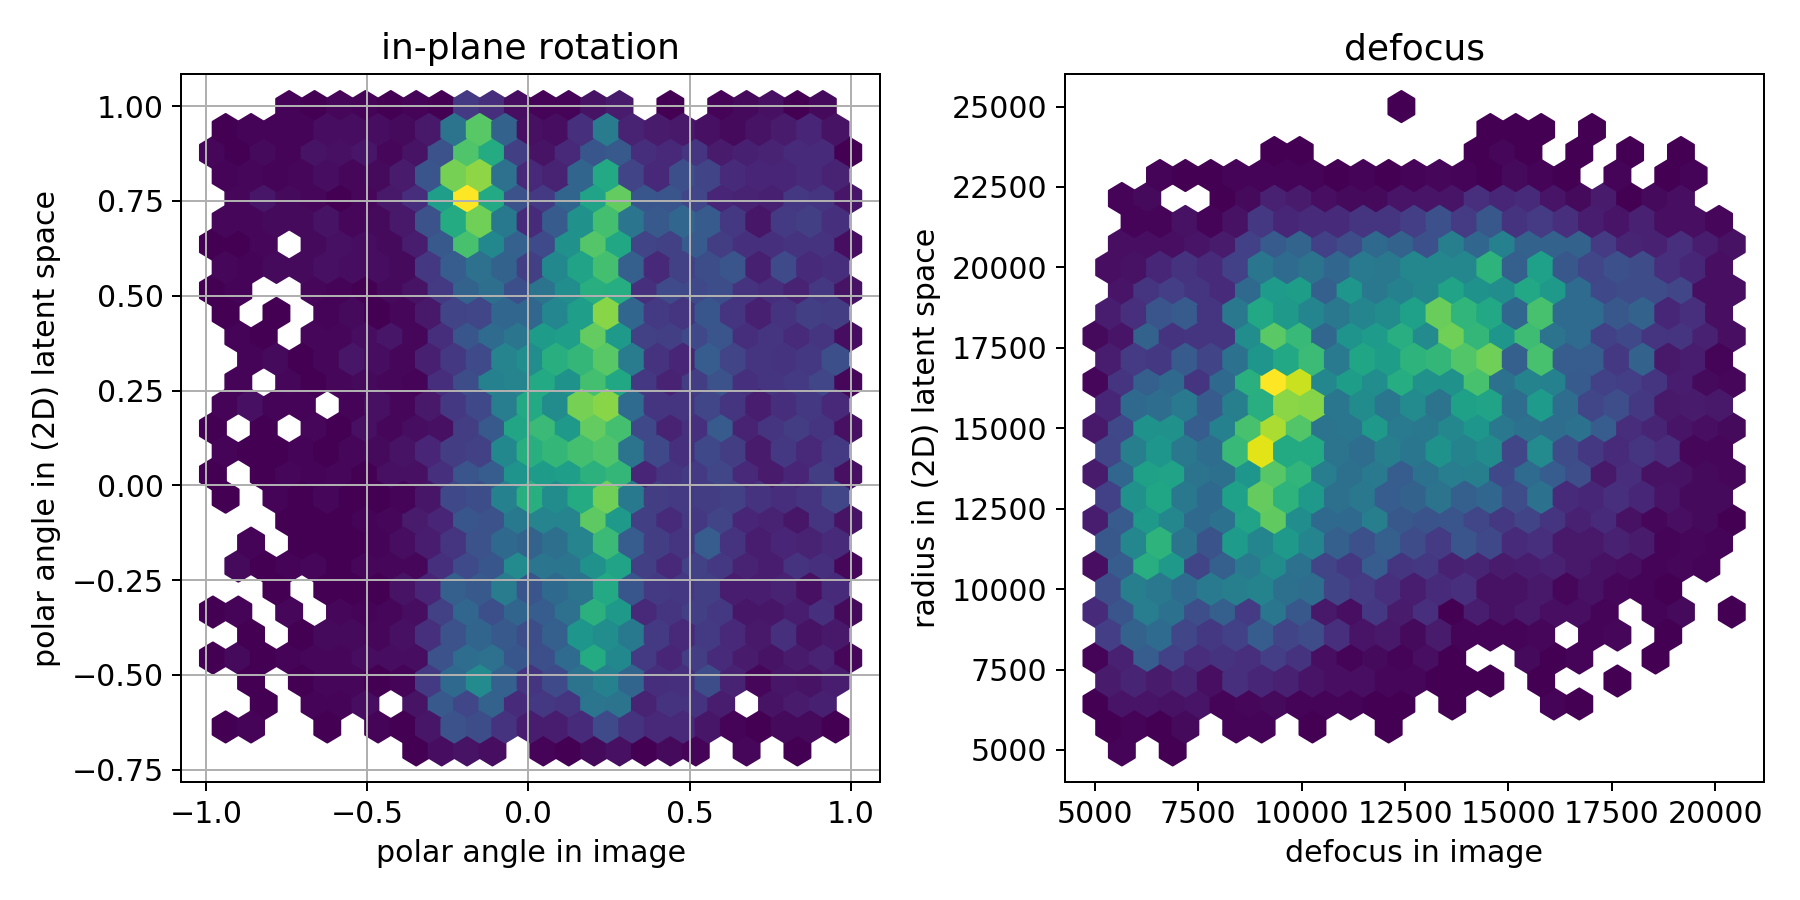 in-plane rotation
1.00
0.75
0.50
0.25
0.00
−0.25
−0.50
−0.75
polar angle in (2D) latent space
−1.0 −0.5 0.0 0.5 1.0
polar angle in image
defocus
25000
22500
20000
17500
15000
12500
10000
7500
5000
radius in (2D) latent space
5000 7500 10000 12500 15000 17500 20000
defocus in image